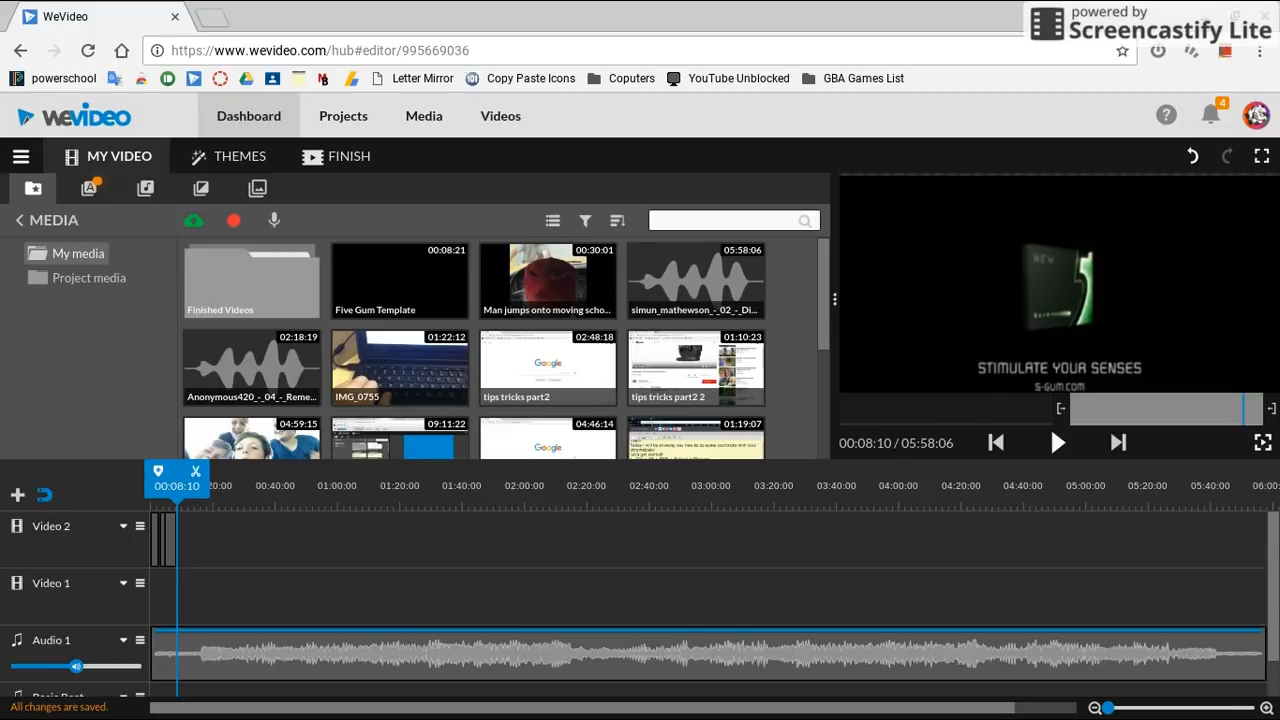 WeVideo
powered by
Screencastify Lite
https://www.wevideo.com/hub#editor/995669036
powerschool
Letter Mirror
Copy Paste Icons
Coputers
YouTube Unblocked
GBA Games List
WEVIDEO
Dashboard
Projects
Media
Videos
4
MY VIDEO
THEMES
FINISH
MEDIA
My media
Project media
Finished Videos
00:08:21
Five Gum Template
00:30:01
Man jumps onto moving scho...
05:58:06
simun_mathewson_-_02_-_Di...
02:18:19
Anonymous420_-_04_-_Reme...
01:22:12
IMG_0755
02:48:18
Google
tips tricks part2
01:10:23
tips tricks part2 2
04:59:15
09:11:22
04:46:14
Google
01:19:07
NEW
STIMULATE YOUR SENSES
5-GUM.COM
00:08:10 / 05:58:06
00:08:10
20:00
00:40:00
01:00:00
01:20:00
01:40:00
02:00:00
02:20:00
02:40:00
03:00:00
03:20:00
03:40:00
04:00:00
04:20:00
04:40:00
05:00:00
05:20:00
05:40:00
06:00:
Video 2
Video 1
Audio 1
All changes are saved.